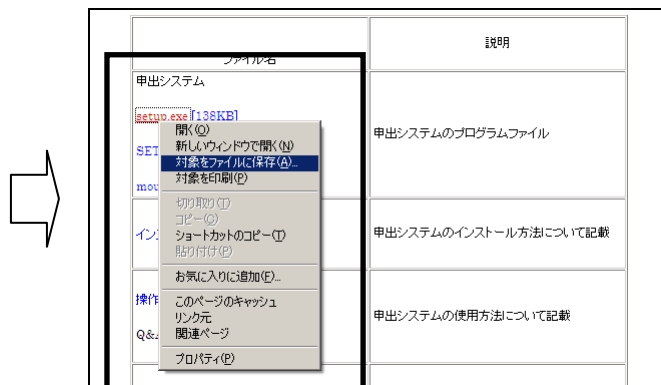 ファイル名
説明
申出システム
setup.exe[138KB]
申出システムのプログラムファイル
SET
mou
開く(O)
新しいウィンドウで開く(N)
対象をファイルに保存(A)...
対象を印刷(P)
切り取り(T)
コピー(C)
ショートカットのコピー(T)
貼り付け(P)
お気に入りに追加(F)...
このページのキャッシュ
リンク元
関連ページ
プロパティ(R)
イン
申出システムのインストール方法について記載
操作
Q&
申出システムの使用方法について記載